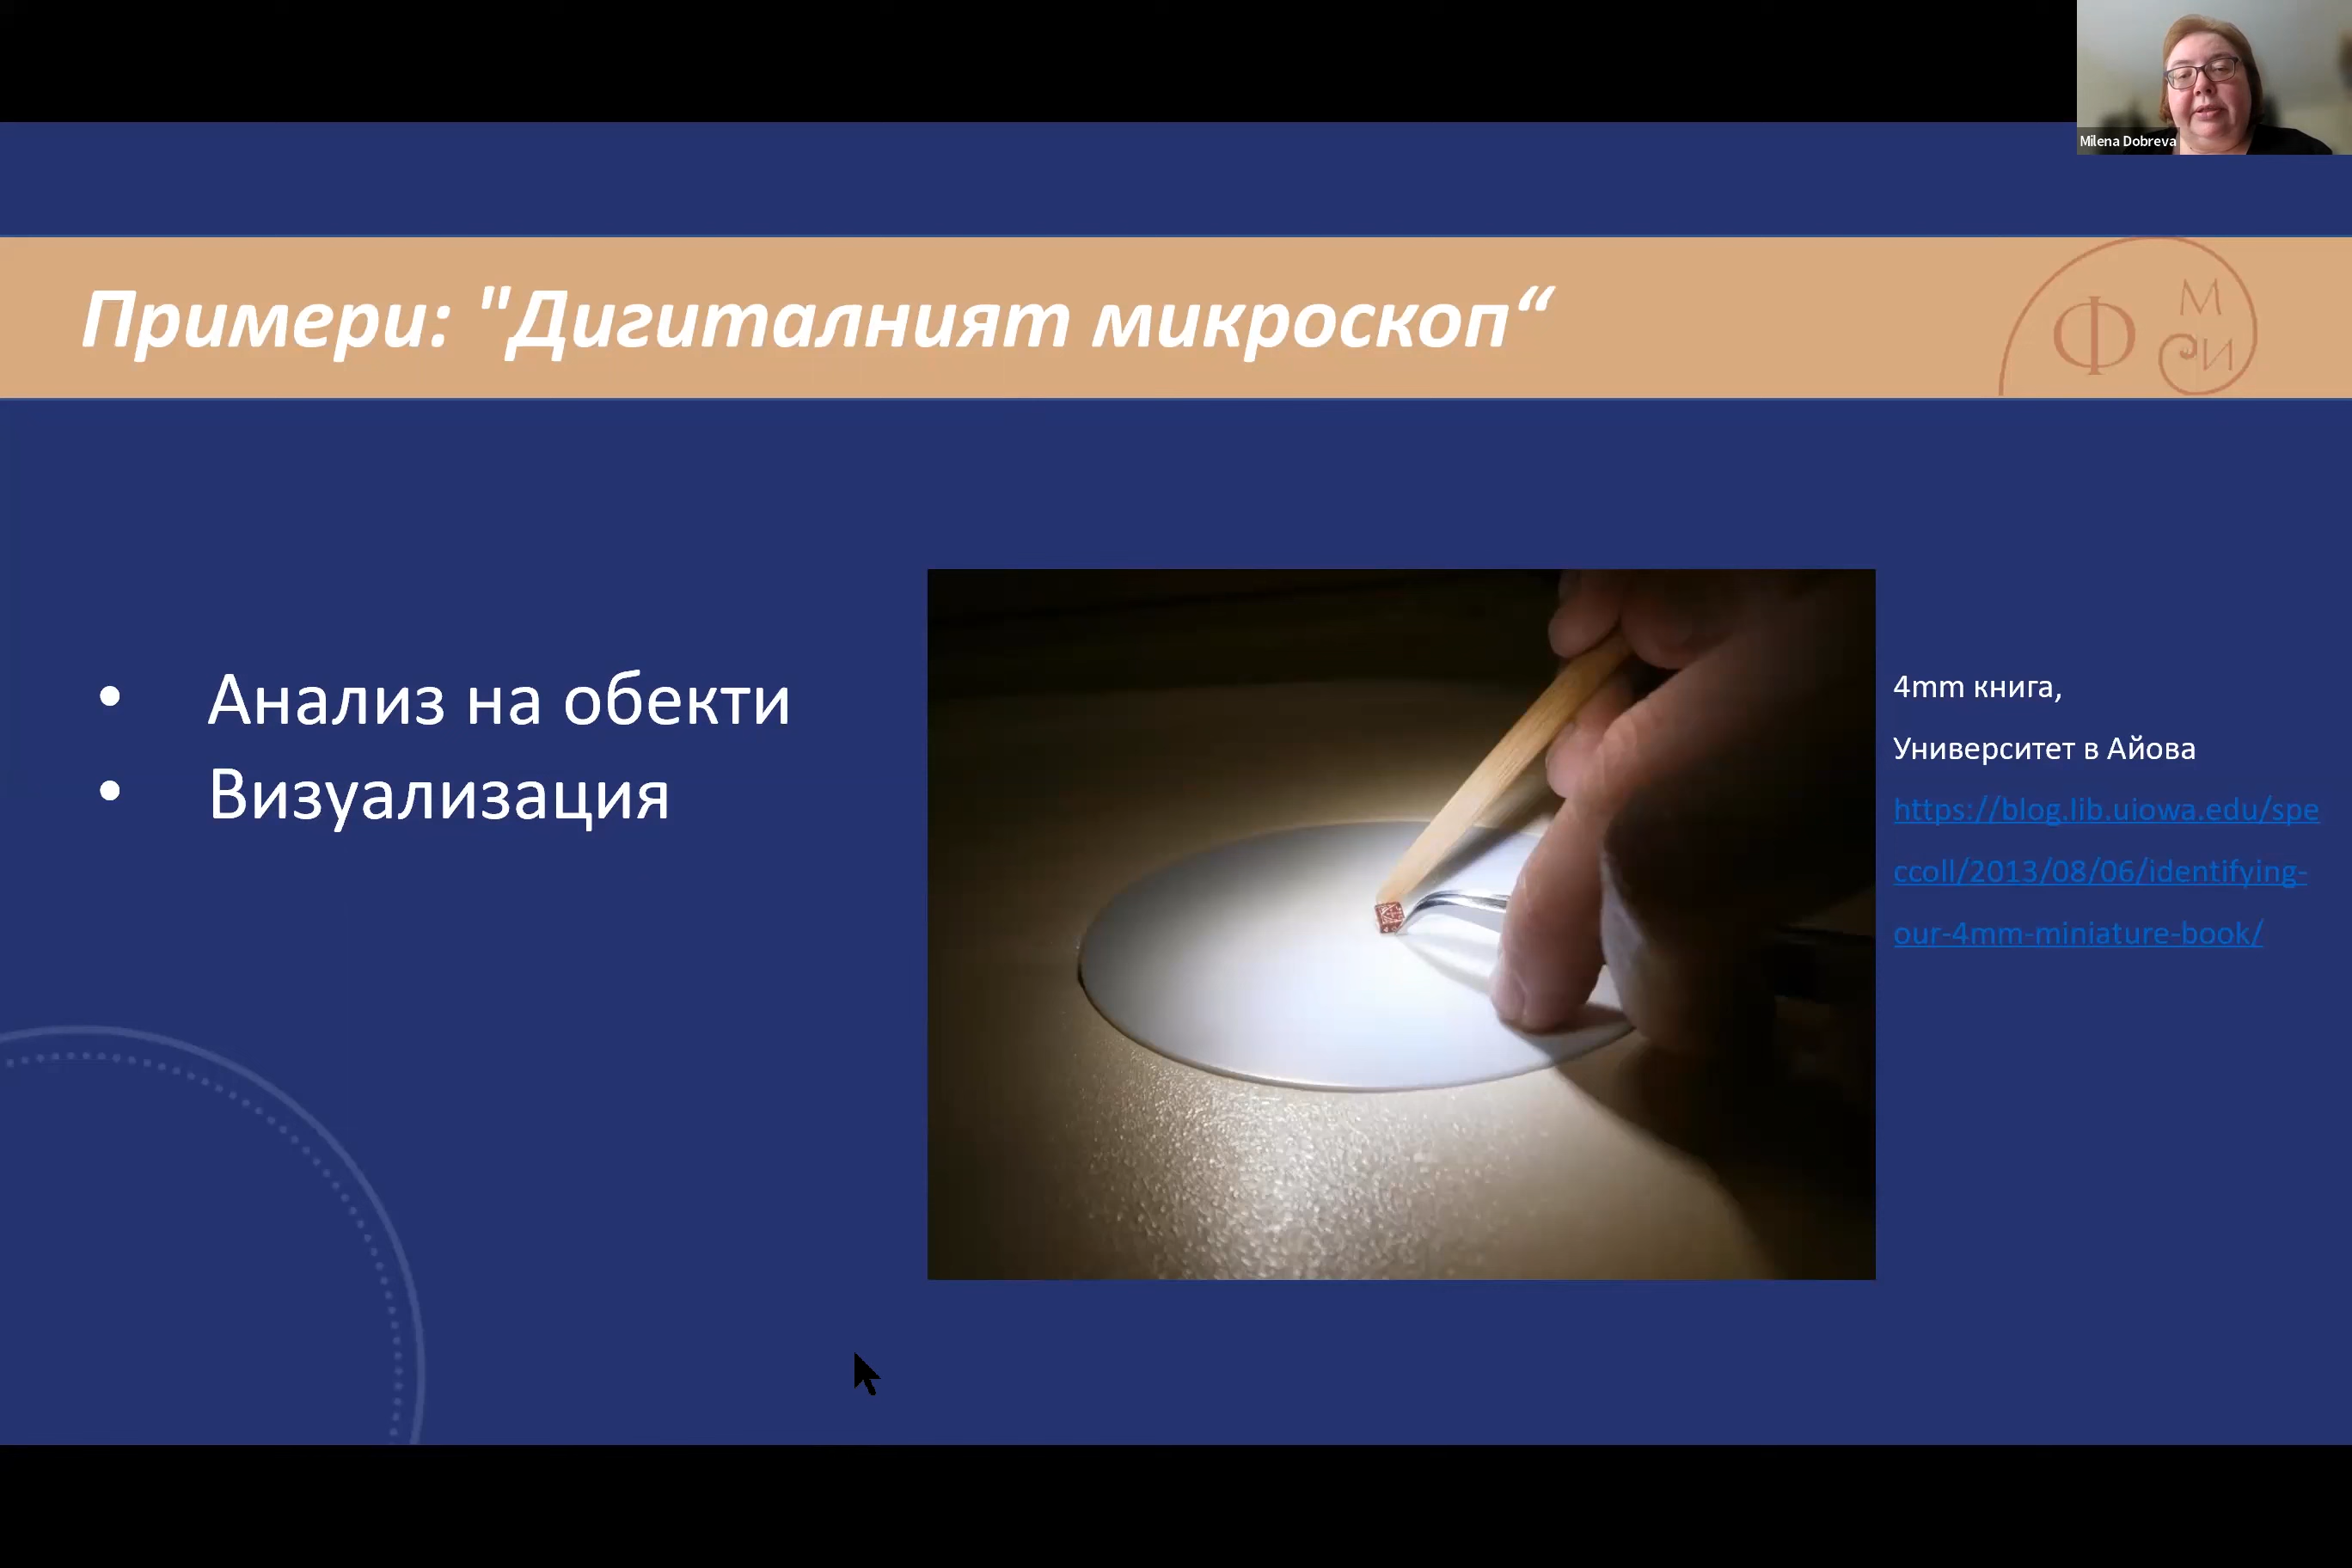 Milena Dobreva
Примери: "Дигиталният микроскоп“
Ф М
СИ
• Анализ на обекти
• Визуализация
4mm книга,
Университет в Айова
https://blog.lib.uiowa.edu/spe
ccoll/2013/08/06/identifying-
our-4mm-miniature-book/